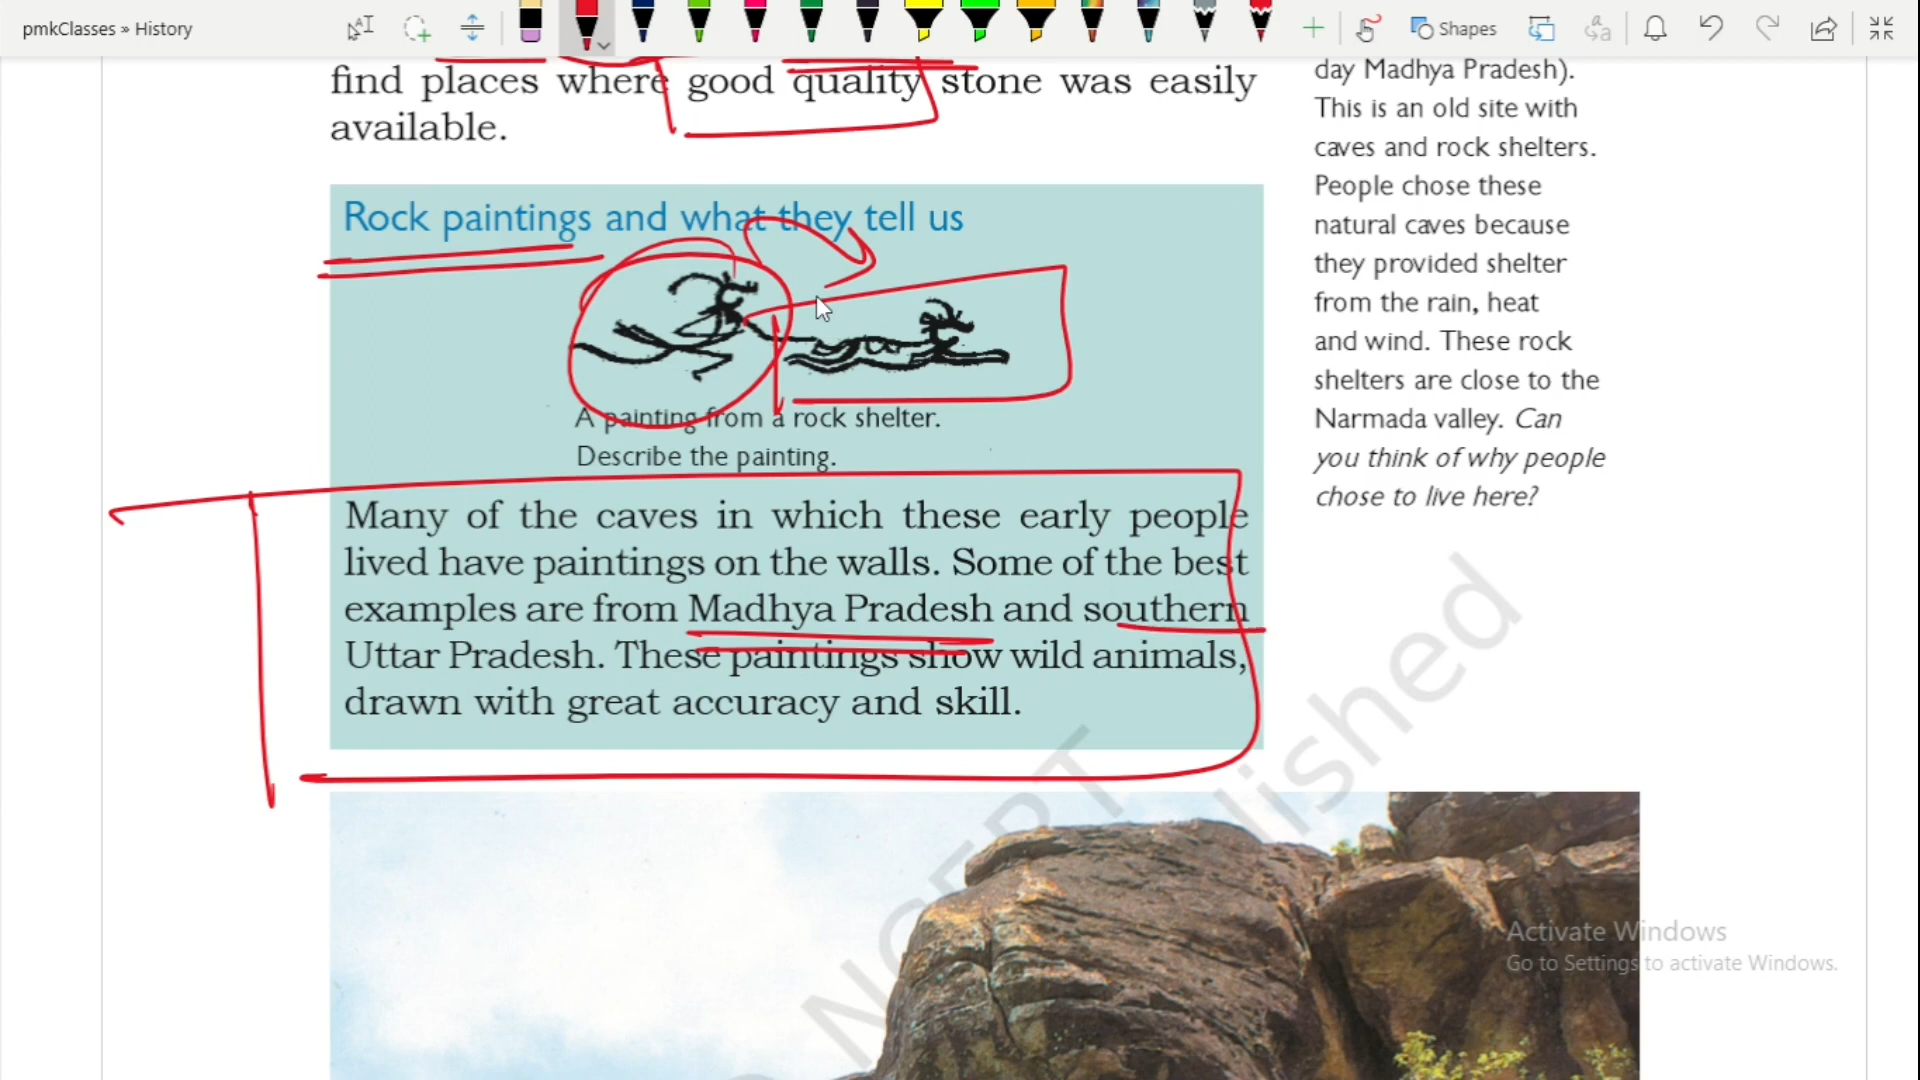 pmkClasses » History
Shapes
find places where good quality stone was easily
available.
Rock paintings and what they tell us
A painting from a rock shelter.
Describe the painting.
Many of the caves in which these early people
lived have paintings on the walls. Some of the best
examples are from Madhya Pradesh and southern
Uttar Pradesh. These paintings show wild animals,
drawn with great accuracy and skill.
day Madhya Pradesh).
This is an old site with
caves and rock shelters.
People chose these
natural caves because
they provided shelter
from the rain, heat
and wind. These rock
shelters are close to the
Narmada valley. Can
you think of why people
chose to live here?
NCERT
lished
Activate Windows
Go to Settings to activate Windows.